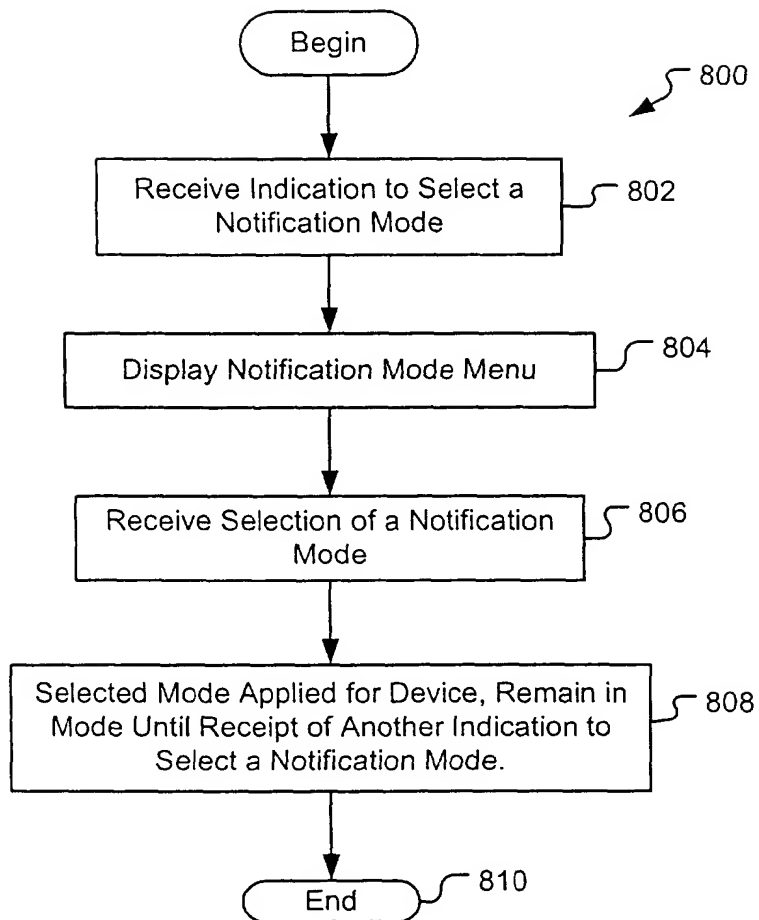 Begin
800
Receive Indication to Select a
Notification Mode
802
Display Notification Mode Menu
804
Receive Selection of a Notification
Mode
806
Selected Mode Applied for Device, Remain in
Mode Until Receipt of Another Indication to
Select a Notification Mode.
808
End
810